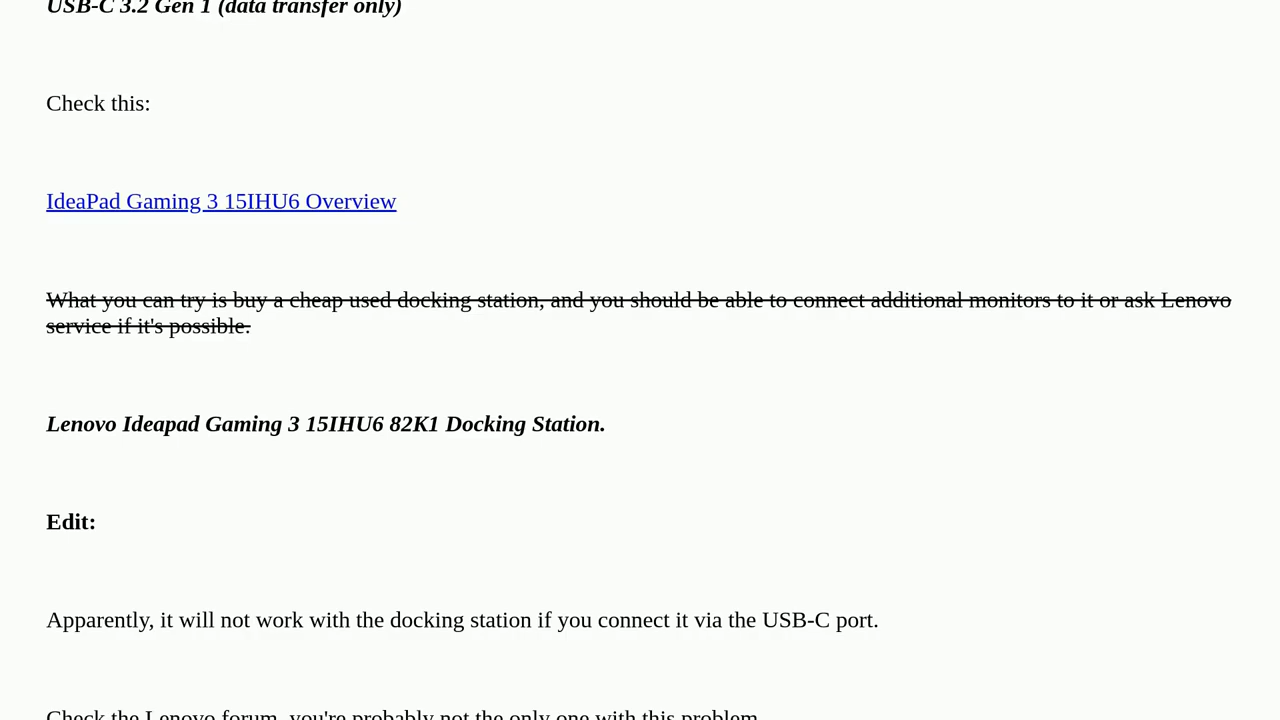 USB-C 3.2 Gen 1 (data transfer only)
Check this:
IdeaPad Gaming 3 15IHU6 Overview
What you can try is buy a cheap used docking station, and you should be able to connect additional monitors to it or ask Lenovo
service if it's possible.
Lenovo Ideapad Gaming 3 15IHU6 82K1 Docking Station.
Edit:
Apparently, it will not work with the docking station if you connect it via the USB-C port.
Check the Lenovo forum, you're probably not the only one with this problem.